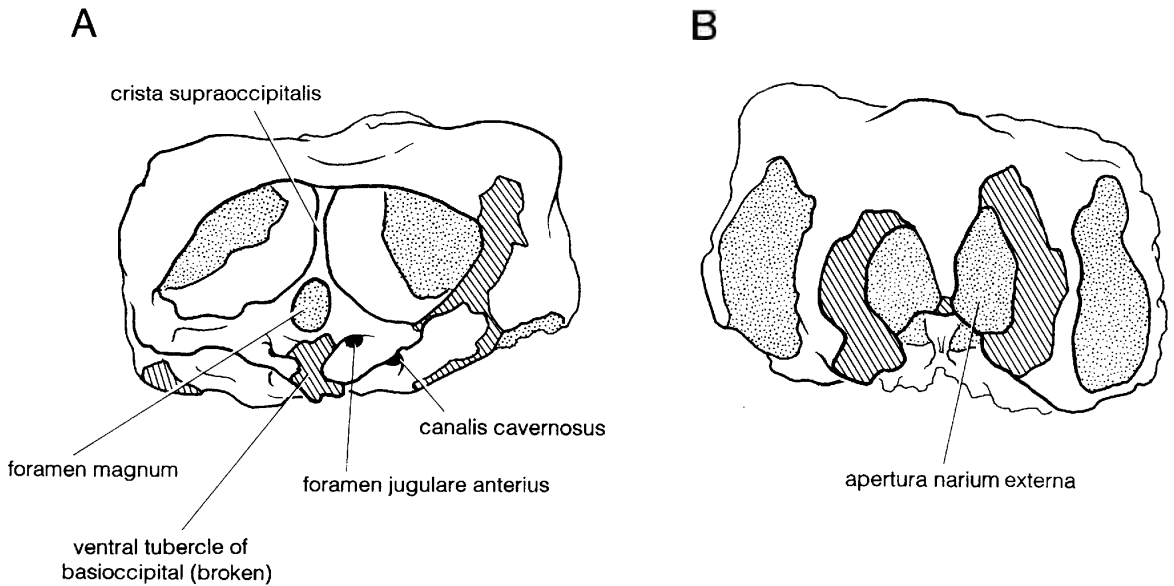 A
B
crista supraoccipitalis
canalis cavernosus
foramen magnum
foramen jugulare anterius
apertura narium externa
ventral tubercle of
basioccipital (broken)